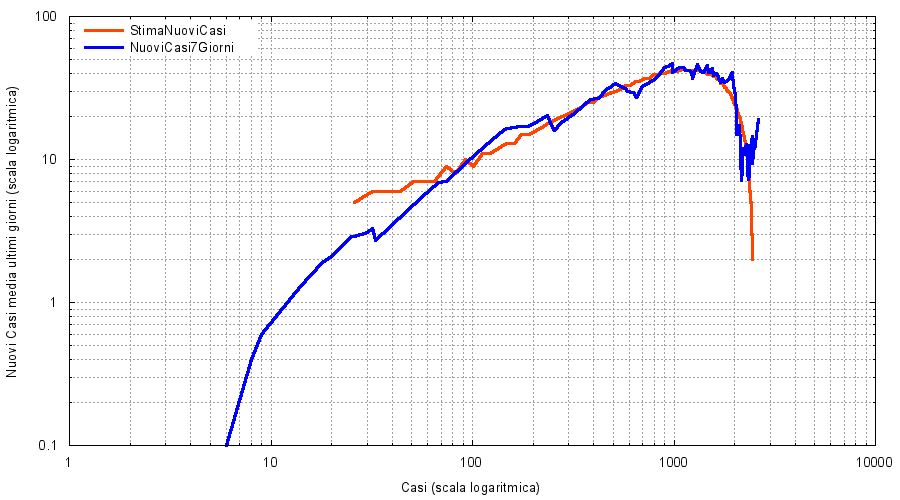 100
StimaNuoviCasi
NuoviCasi7Giorni
10
1
0.1
Nuovi Casi media ultimi giorni (scala logaritmica)
1 10 100 1000 10000
Casi (scala logaritmica)